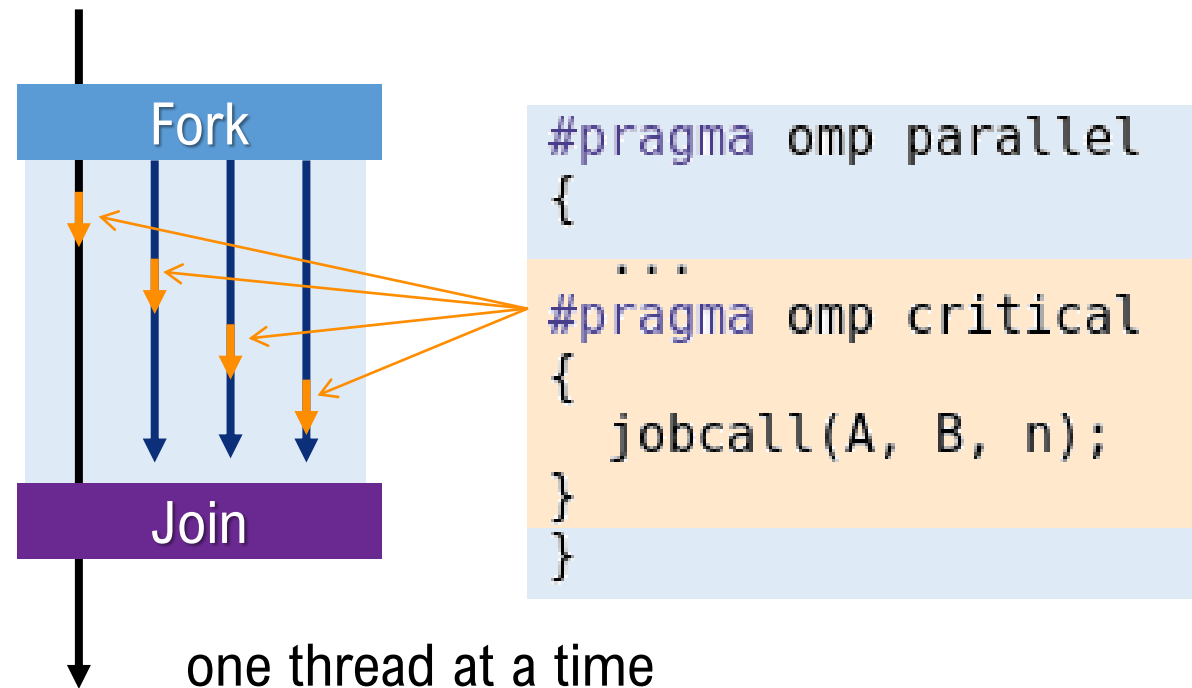 Fork
#pragma omp parallel
{
...
#pragma omp critical
{
jobcall(A, B, n);
}
}
Join
one thread at a time